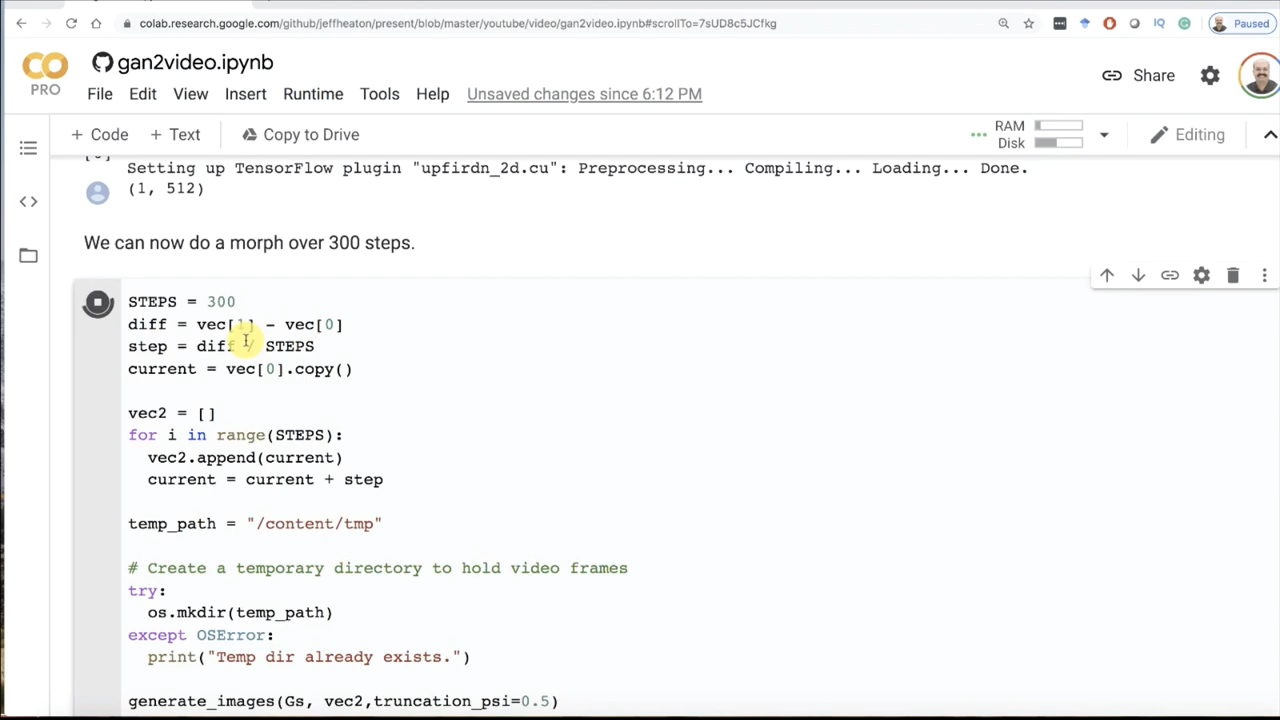 colab.research.google.com/github/jeffheaton/present/blob/master/youtube/video/gan2video.ipynb#scrollTo=7sUD8c5JCfkg
IQ
Paused
PRO
gan2video.ipynb
Share
File Edit View Insert Runtime Tools Help Unsaved changes since 6:12 PM
+ Code + Text Copy to Drive
RAM
Disk
Editing
Setting up TensorFlow plugin "upfirdn_2d.cu": Preprocessing... Compiling... Loading... Done.
(1, 512)
We can now do a morph over 300 steps.
STEPS = 300
diff = vec[1] - vec[0]
step = diff / STEPS
current = vec[0].copy()
vec2 = []
for i in range(STEPS):
vec2.append(current)
current = current + step
temp_path = "/content/tmp"
# Create a temporary directory to hold video frames
try:
os.mkdir(temp_path)
except OSError:
print("Temp dir already exists.")
generate_images(Gs, vec2,truncation_psi=0.5)